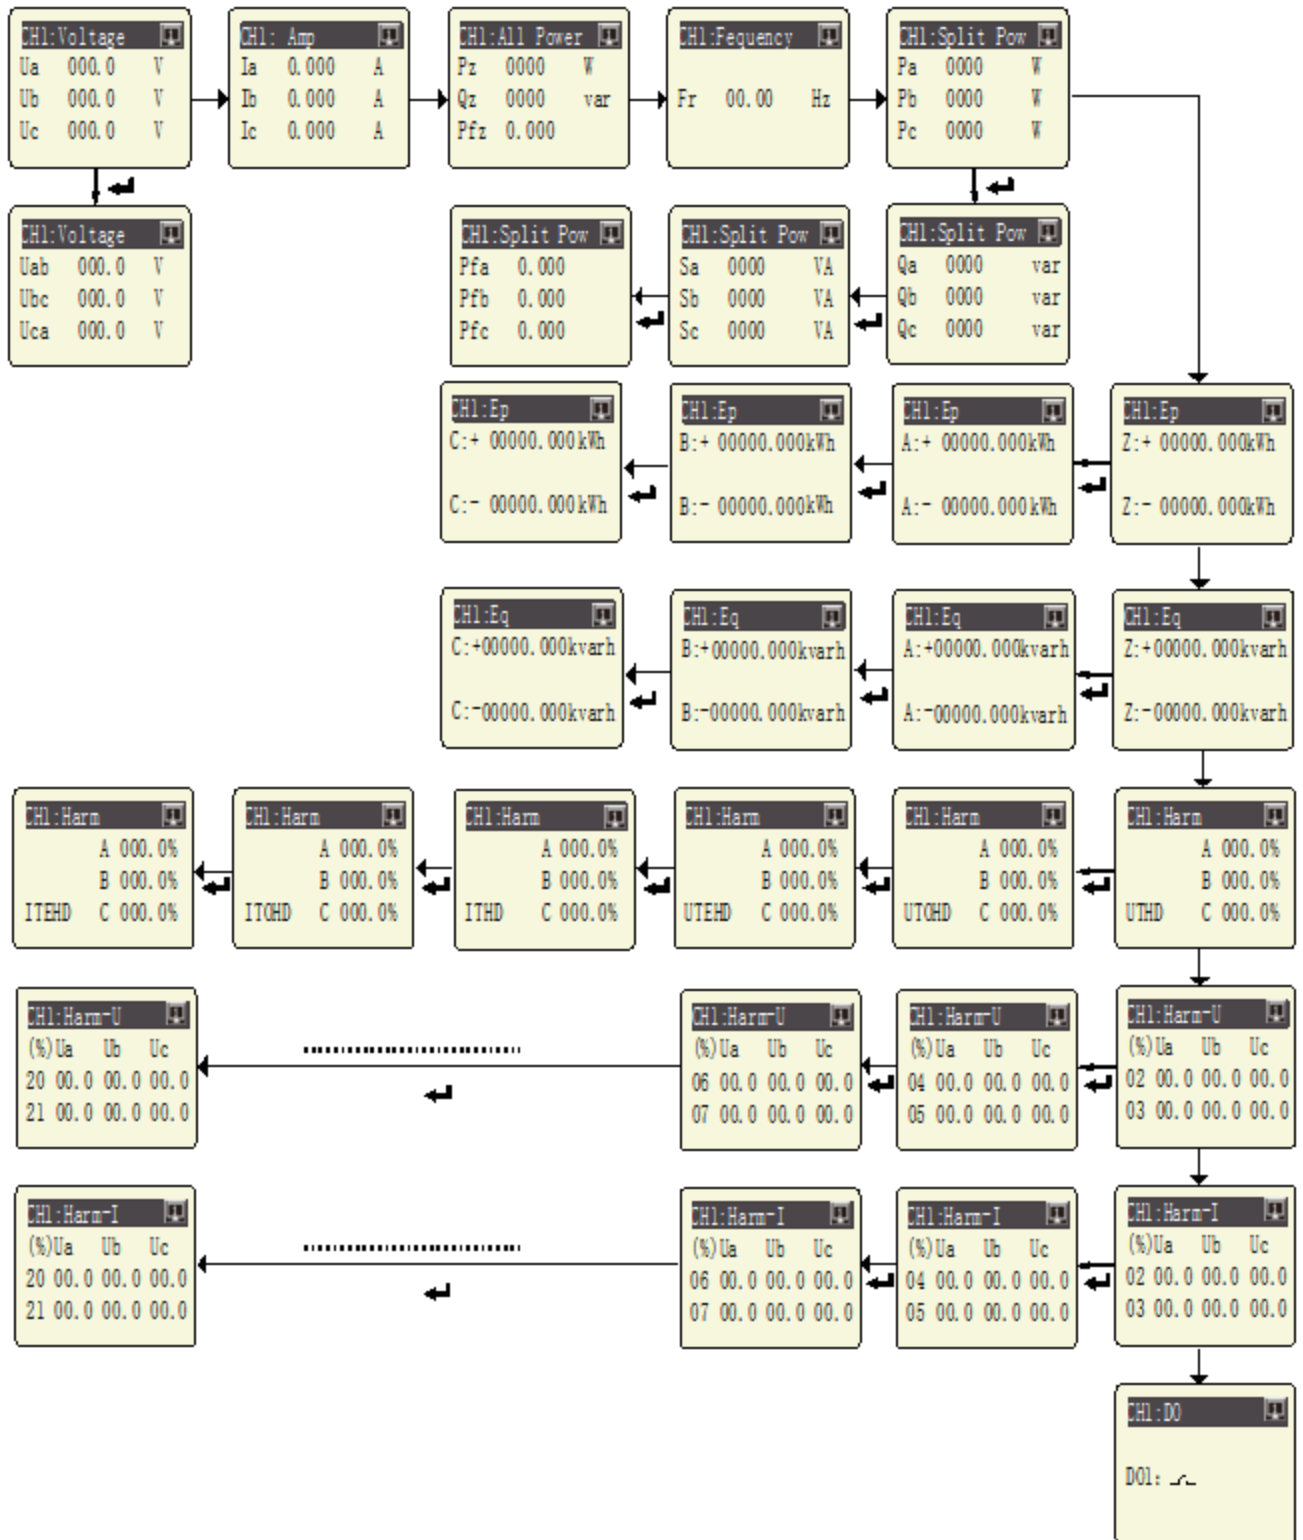 CH1:Voltage
Ua 000.0 V
Ub 000.0 V
Uc 000.0 V
CH1: Amp
Ia 0.000 A
Ib 0.000 A
Ic 0.000 A
CH1:All Power
Pz 0000 W
Qz 0000 var
Pfz 0.000
CH1:Fequency
Fr 00.00 Hz
CH1:Split Pow
Pa 0000 W
Pb 0000 W
Pc 0000 W
CH1:Voltage
Uab 000.0 V
Ubc 000.0 V
Uca 000.0 V
CH1:Split Pow
Pfa 0.000
Pfb 0.000
Pfc 0.000
CH1:Split Pow
Sa 0000 VA
Sb 0000 VA
Sc 0000 VA
CH1:Split Pow
Qa 0000 var
Qb 0000 var
Qc 0000 var
CH1:Ep
C:+ 00000.000kWh
C:- 00000.000kWh
CH1:Ep
B:+ 00000.000kWh
B:- 00000.000kWh
CH1:Ep
A:+ 00000.000kWh
A:- 00000.000kWh
CH1:Ep
Z:+ 00000.000kWh
Z:- 00000.000kWh
CH1:Eq
C:+00000.000kvarh
C:-00000.000kvarh
CH1:Eq
B:+00000.000kvarh
B:-00000.000kvarh
CH1:Eq
A:+00000.000kvarh
A:-00000.000kvarh
CH1:Eq
Z:+00000.000kvarh
Z:-00000.000kvarh
CH1:Harm
A 000.0%
B 000.0%
ITEHD C 000.0%
CH1:Harm
A 000.0%
B 000.0%
ITOHD C 000.0%
CH1:Harm
A 000.0%
B 000.0%
ITHD C 000.0%
CH1:Harm
A 000.0%
B 000.0%
UTEHD C 000.0%
CH1:Harm
A 000.0%
B 000.0%
UTOHD C 000.0%
CH1:Harm
A 000.0%
B 000.0%
UTHD C 000.0%
CH1:Harm-U
(%)Ua Ub Uc
20 00.0 00.0 00.0
21 00.0 00.0 00.0
CH1:Harm-U
(%)Ua Ub Uc
06 00.0 00.0 00.0
07 00.0 00.0 00.0
CH1:Harm-U
(%)Ua Ub Uc
04 00.0 00.0 00.0
05 00.0 00.0 00.0
CH1:Harm-U
(%)Ua Ub Uc
02 00.0 00.0 00.0
03 00.0 00.0 00.0
CH1:Harm-I
(%)Ua Ub Uc
20 00.0 00.0 00.0
21 00.0 00.0 00.0
CH1:Harm-I
(%)Ua Ub Uc
06 00.0 00.0 00.0
07 00.0 00.0 00.0
CH1:Harm-I
(%)Ua Ub Uc
04 00.0 00.0 00.0
05 00.0 00.0 00.0
CH1:Harm-I
(%)Ua Ub Uc
02 00.0 00.0 00.0
03 00.0 00.0 00.0
CH1:DO
DO1: